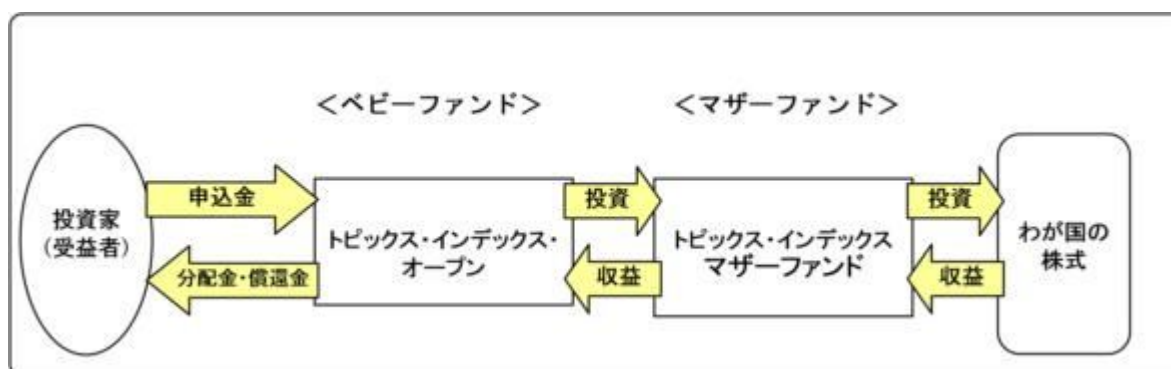 ＜ベビーファンド＞
＜マザーファンド＞
投資家
（受益者）
申込金
分配金・償還金
トピックス・インデックス・
オープン
投資
収益
トピックス・インデックス
マザーファンド
投資
収益
わが国の
株式